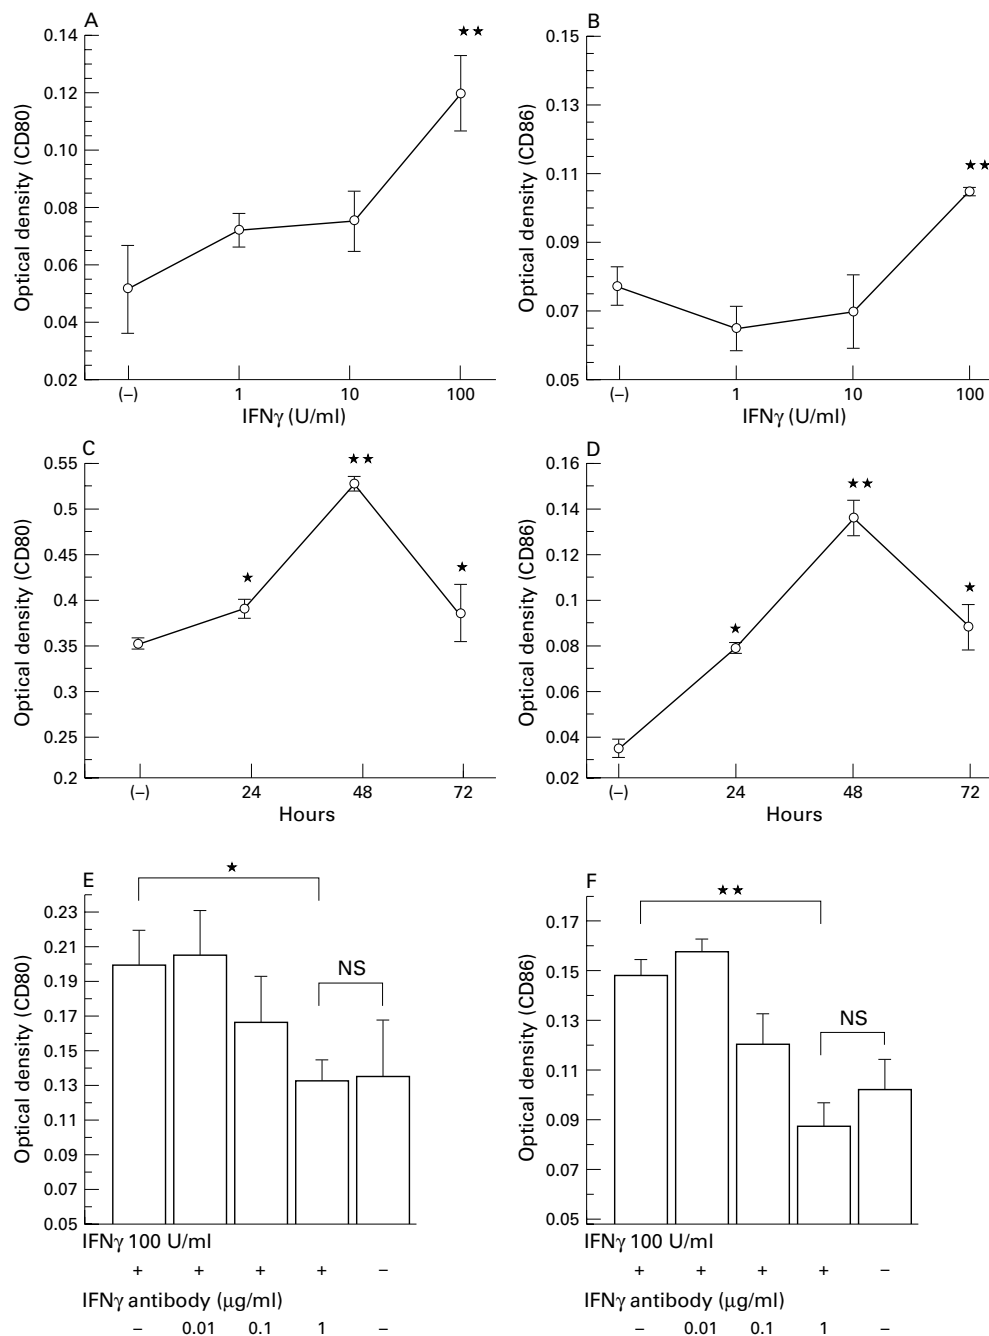 A
Optical density (CD80)
0.14
0.12
0.10
0.08
0.06
0.04
0.02
(–) 1 10 100
IFNγ (U/ml)
★★
B
Optical density (CD86)
0.15
0.13
0.11
0.09
0.07
0.05
(–) 1 10 100
IFNγ (U/ml)
★★
C
Optical density (CD80)
0.55
0.5
0.45
0.4
0.35
0.3
0.25
0.2
(–) 24 48 72
Hours
★
★★
★
D
Optical density (CD86)
0.16
0.14
0.12
0.1
0.08
0.06
0.04
0.02
(–) 24 48 72
Hours
★
★★
★
E
Optical density (CD80)
0.23
0.21
0.19
0.17
0.15
0.13
0.11
0.09
0.07
0.05
★
NS
IFNγ 100 U/ml
+ + + + –
IFNγ antibody (μg/ml)
– 0.01 0.1 1 –
F
Optical density (CD86)
0.17
0.15
0.13
0.11
0.09
0.07
0.05
★★
NS
IFNγ 100 U/ml
+ + + + –
IFNγ antibody (μg/ml)
– 0.01 0.1 1 –